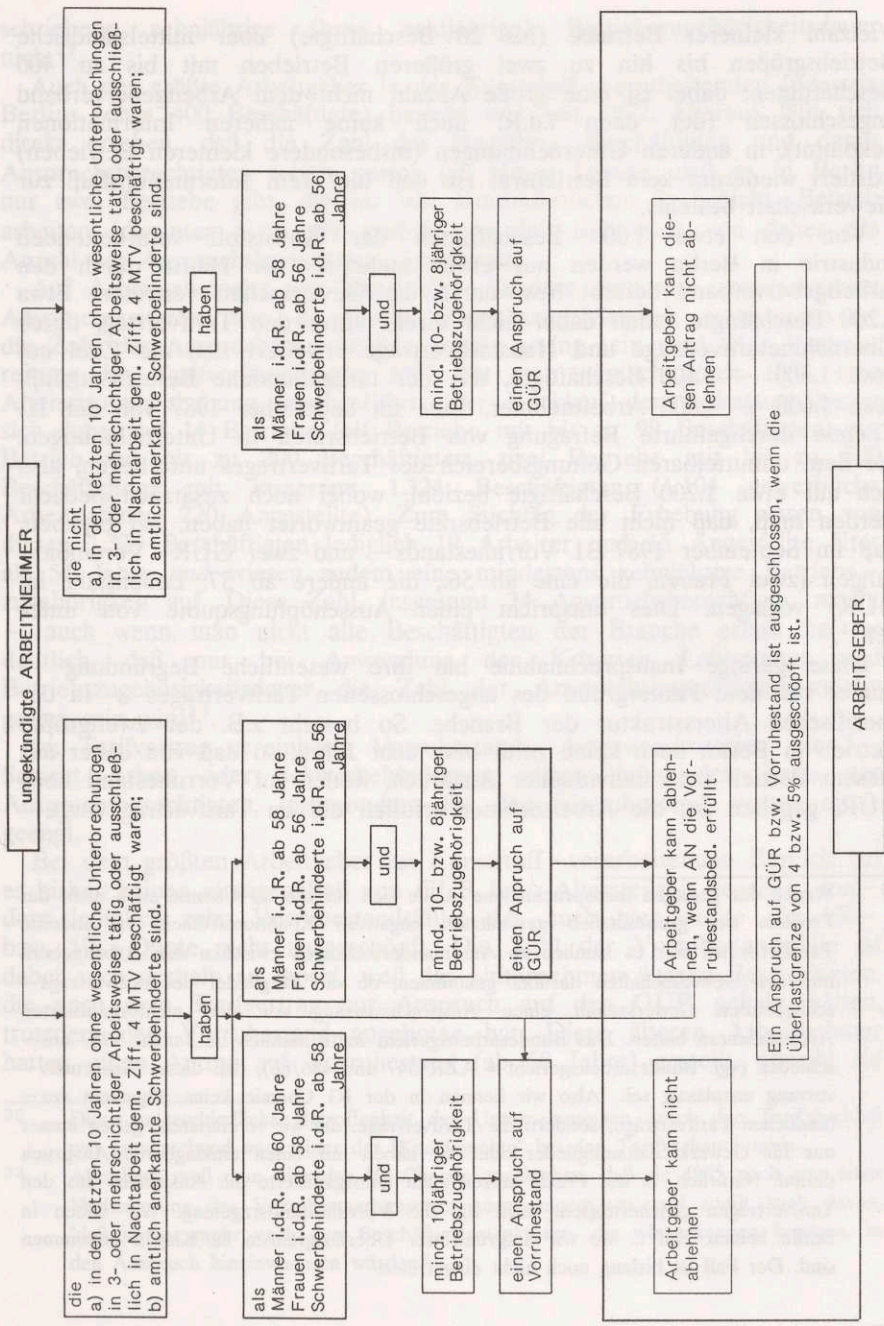 ungekündigte ARBEITNEHMER
die
a) in den letzten 10 Jahren ohne wesentliche Unterbrechungen
in 3- oder mehrschichtiger Arbeitsweise tätig oder ausschließ-
lich in Nachtarbeit gem. Ziff. 4 MTV beschäftigt waren;
b) amtlich anerkannte Schwerbehinderte sind.
die nicht
a) in den letzten 10 Jahren ohne wesentliche Unterbrechungen
in 3- oder mehrschichtiger Arbeitsweise tätig oder ausschließ-
lich in Nachtarbeit gem. Ziff. 4 MTV beschäftigt waren;
b) amtlich anerkannte Schwerbehinderte sind.
haben
haben
als
Männer i.d.R. ab 60 Jahre
Frauen i.d.R. ab 58 Jahre
Schwerbehinderte i.d.R. ab 58
Jahre
als
Männer i.d.R. ab 58 Jahre
Frauen i.d.R. ab 56 Jahre
Schwerbehinderte i.d.R. ab 56
Jahre
als
Männer i.d.R. ab 58 Jahre
Frauen i.d.R. ab 56 Jahre
Schwerbehinderte i.d.R. ab 56
Jahre
und
und
und
mind. 10jähriger
Betriebszugehörigkeit
mind. 10- bzw. 8jähriger
Betriebszugehörigkeit
mind. 10- bzw. 8jähriger
Betriebszugehörigkeit
einen Anspruch auf
Vorruhestand
einen Anspruch auf
GÜR
einen Anspruch auf
GÜR
Arbeitgeber kann nicht
ablehnen
Arbeitgeber kann ableh-
nen, wenn AN die Vor-
ruhestandsbed. erfüllt
Arbeitgeber kann die-
sen Antrag nicht ab-
lehnen
Ein Anspruch auf GÜR bzw. Vorruhestand ist ausgeschlossen, wenn die
Überlastgrenze von 4 bzw. 5% ausgeschöpft ist.
ARBEITGEBER